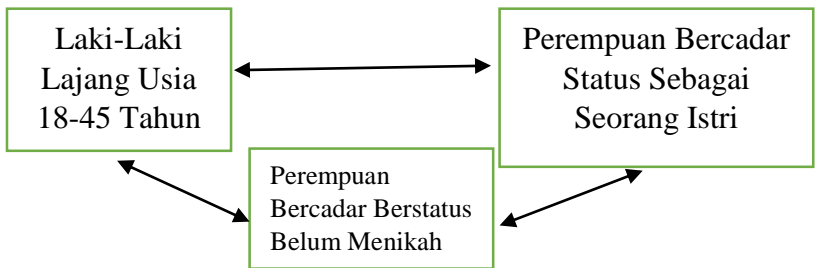 Laki-Laki
Lajang Usia
18-45 Tahun
Perempuan Bercadar
Status Sebagai
Seorang Istri
Perempuan
Bercadar Berstatus
Belum Menikah